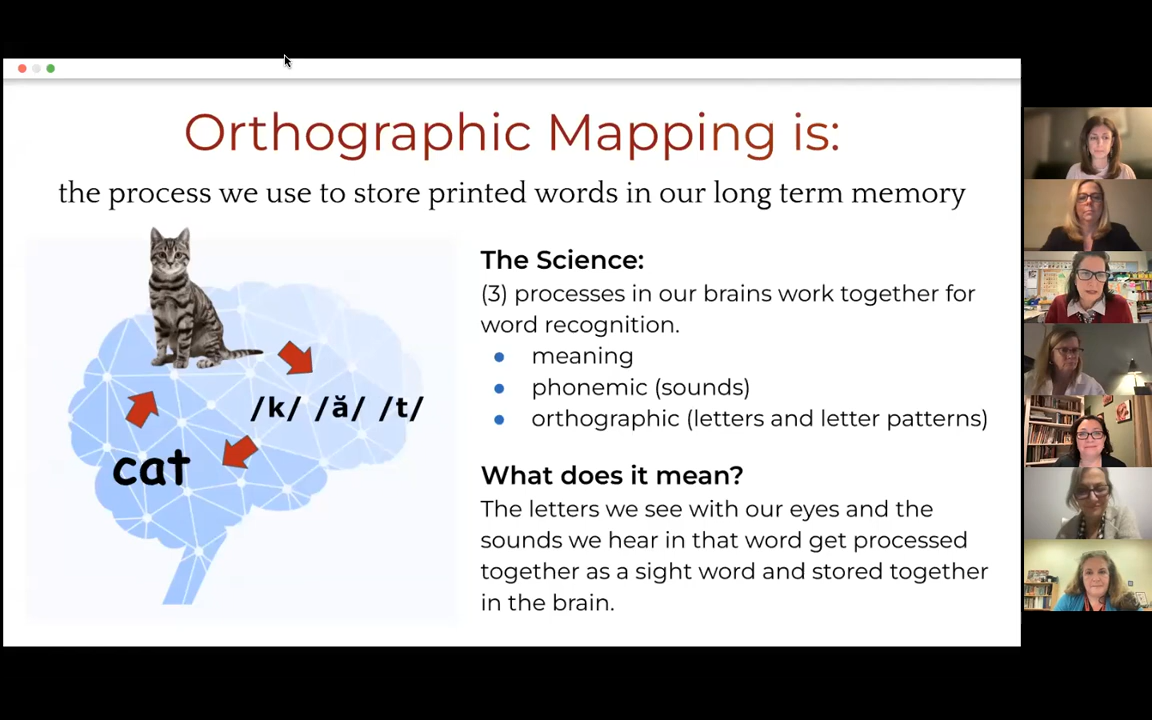 Orthographic Mapping is:
the process we use to store printed words in our long term memory
/k/ /ă/ /t/
cat
The Science:
(3) processes in our brains work together for
word recognition.
● meaning
● phonemic (sounds)
● orthographic (letters and letter patterns)
What does it mean?
The letters we see with our eyes and the
sounds we hear in that word get processed
together as a sight word and stored together
in the brain.